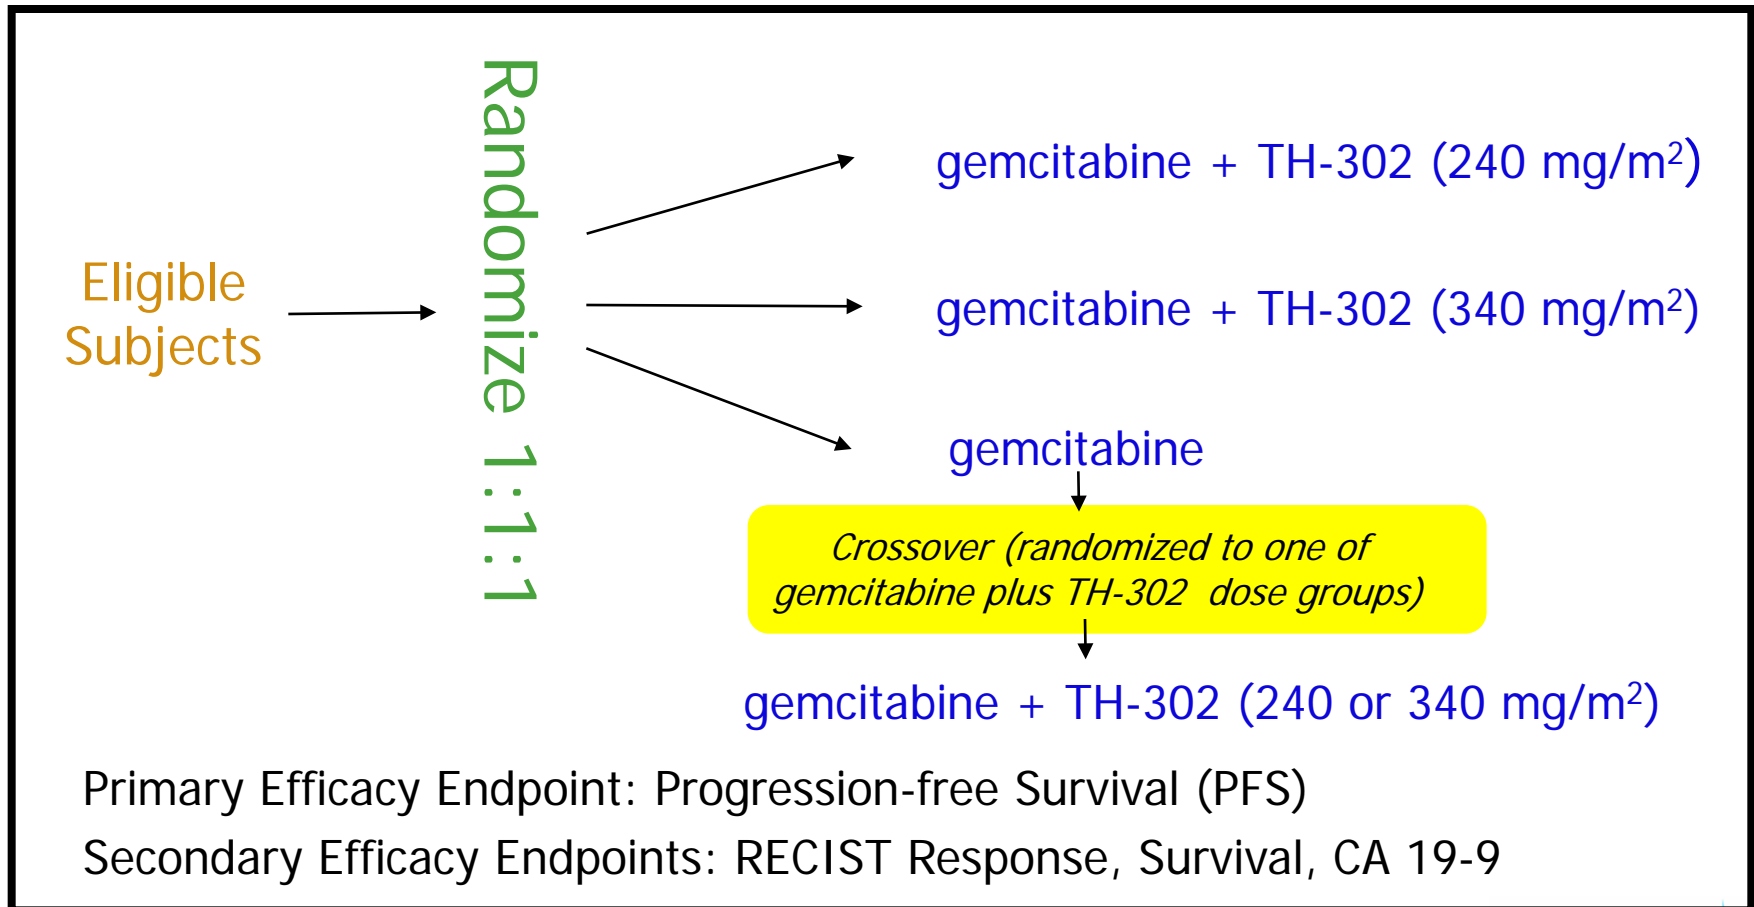 Eligible
Subjects
Randomize 1:1:1
gemcitabine + TH-302 (240 mg/m²)
gemcitabine + TH-302 (340 mg/m²)
gemcitabine
Crossover (randomized to one of
gemcitabine plus TH-302 dose groups)
gemcitabine + TH-302 (240 or 340 mg/m²)
Primary Efficacy Endpoint: Progression-free Survival (PFS)
Secondary Efficacy Endpoints: RECIST Response, Survival, CA 19-9